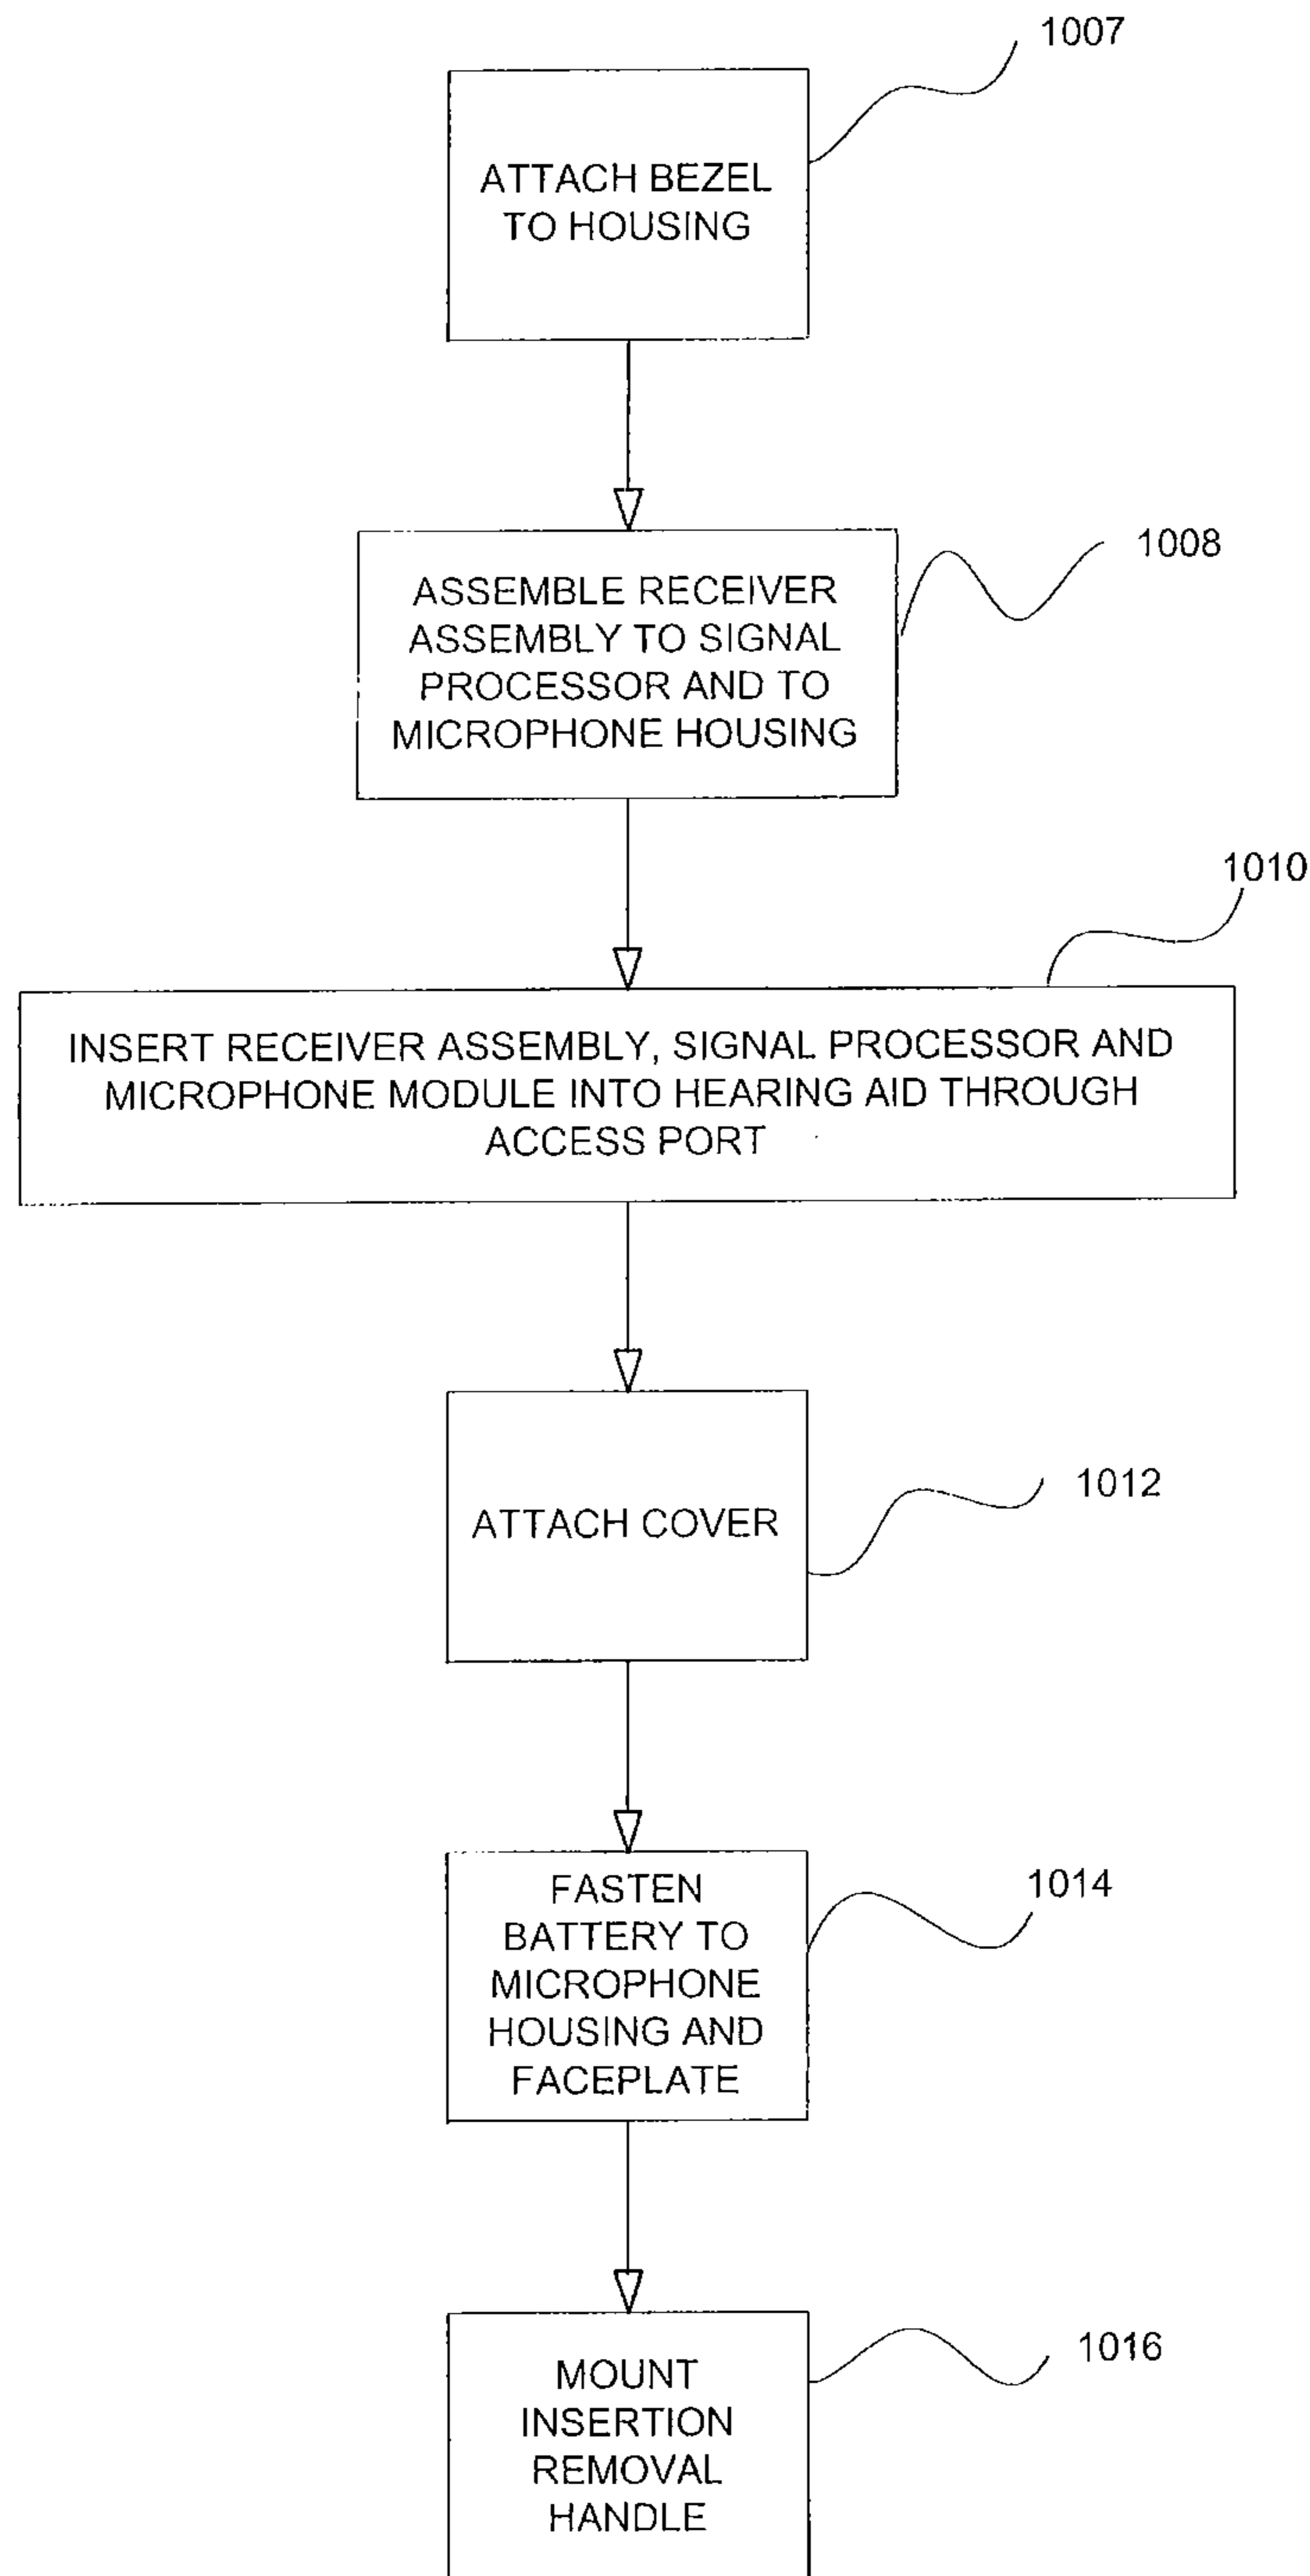 1007
ATTACH BEZEL
TO HOUSING
1008
ASSEMBLE RECEIVER
ASSEMBLY TO SIGNAL
PROCESSOR AND TO
MICROPHONE HOUSING
1010
INSERT RECEIVER ASSEMBLY, SIGNAL PROCESSOR AND
MICROPHONE MODULE INTO HEARING AID THROUGH
ACCESS PORT
1012
ATTACH COVER
1014
FASTEN
BATTERY TO
MICROPHONE
HOUSING AND
FACEPLATE
1016
MOUNT
INSERTION
REMOVAL
HANDLE